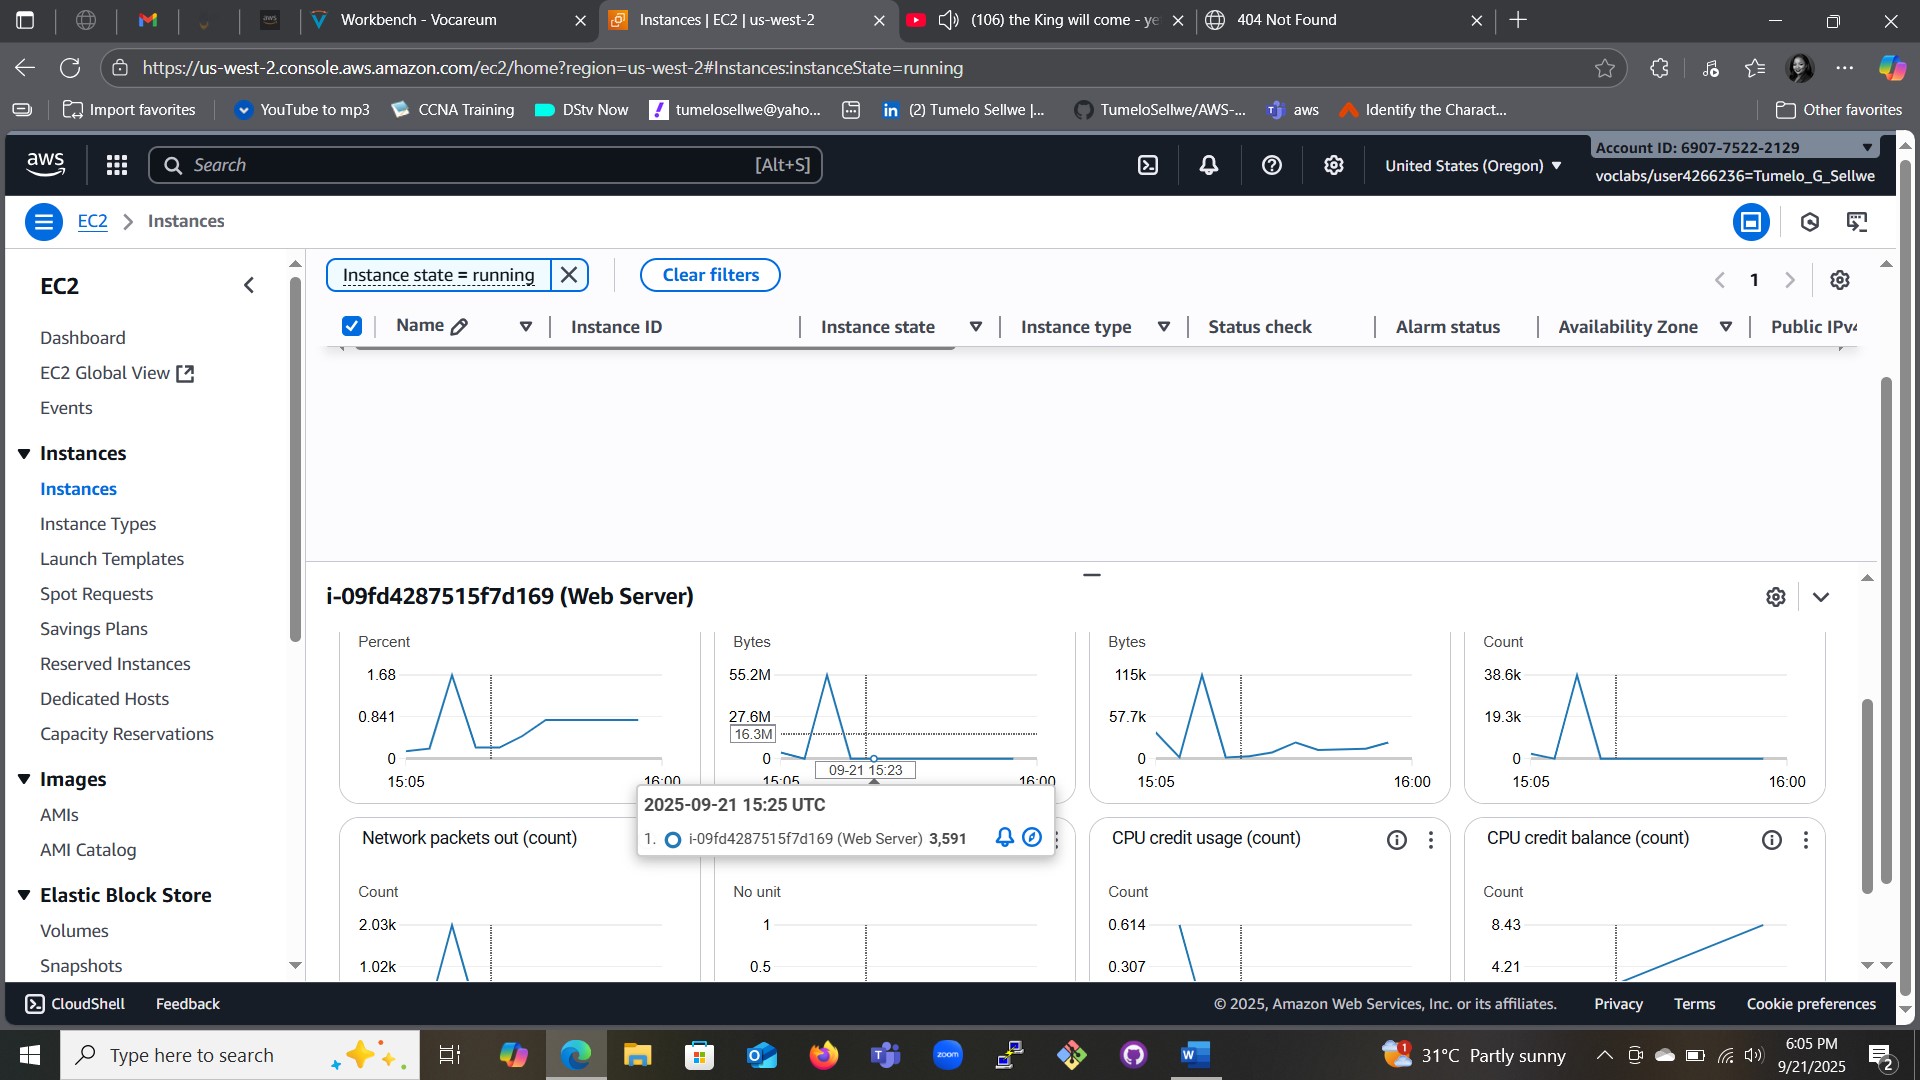 Workbench - Vocareum
Instances | EC2 | us-west-2
(106) the King will come - ye
404 Not Found
https://us-west-2.console.aws.amazon.com/ec2/home?region=us-west-2#Instances:instanceState=running
Import favorites
YouTube to mp3
CCNA Training
DStv Now
tumelosellwe@yaho...
(2) Tumelo Sellwe |...
TumeloSellwe/AWS-...
aws
Identify the Charact...
Other favorites
aws
Search
[Alt+S]
United States (Oregon)
Account ID: 6907-7522-2129
voclabs/user4266236=Tumelo_G_Sellwe
EC2
Instances
EC2
Dashboard
EC2 Global View
Events
Instances
Instances
Instance Types
Launch Templates
Spot Requests
Savings Plans
Reserved Instances
Dedicated Hosts
Capacity Reservations
Images
AMIs
AMI Catalog
Elastic Block Store
Volumes
Snapshots
Instance state = running
Clear filters
1
Name
Instance ID
Instance state
Instance type
Status check
Alarm status
Availability Zone
Public IPv4
i-09fd4287515f7d169 (Web Server)
Percent
1.68
0.841
0
15:05
16:00
Bytes
55.2M
27.6M
16.3M
0
09-21 15:23
15:05
16:00
Bytes
115k
57.7k
0
15:05
16:00
Count
38.6k
19.3k
0
15:05
16:00
2025-09-21 15:25 UTC
1. i-09fd4287515f7d169 (Web Server) 3,591
Network packets out (count)
Count
2.03k
1.02k
No unit
1
0.5
CPU credit usage (count)
Count
0.614
0.307
CPU credit balance (count)
Count
8.43
4.21
CloudShell
Feedback
© 2025, Amazon Web Services, Inc. or its affiliates.
Privacy
Terms
Cookie preferences
Type here to search
zoom
1
31°C Partly sunny
6:05 PM
9/21/2025
2